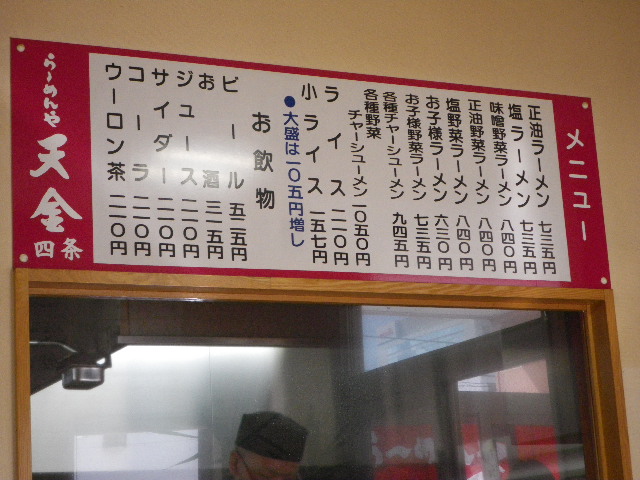 メニュー
正油ラーメン 七三五円
塩ラーメン 七三五円
味噌野菜ラーメン 八四〇円
正油野菜ラーメン 八四〇円
塩野菜ラーメン 八四〇円
お子様ラーメン 六三〇円
お子様野菜ラーメン 七三五円
各種チャーシューメン 九四五円
各種野菜チャーシューメン 一〇五〇円
ライス 二一〇円
小ライス 一五七円
●大盛は一〇五円増し
お飲物
ビール 五二五円
お酒 三一五円
ジュース 二一〇円
サイダー 二一〇円
コーラ 二一〇円
ウーロン茶 二一〇円
らーめんや
天金
四条